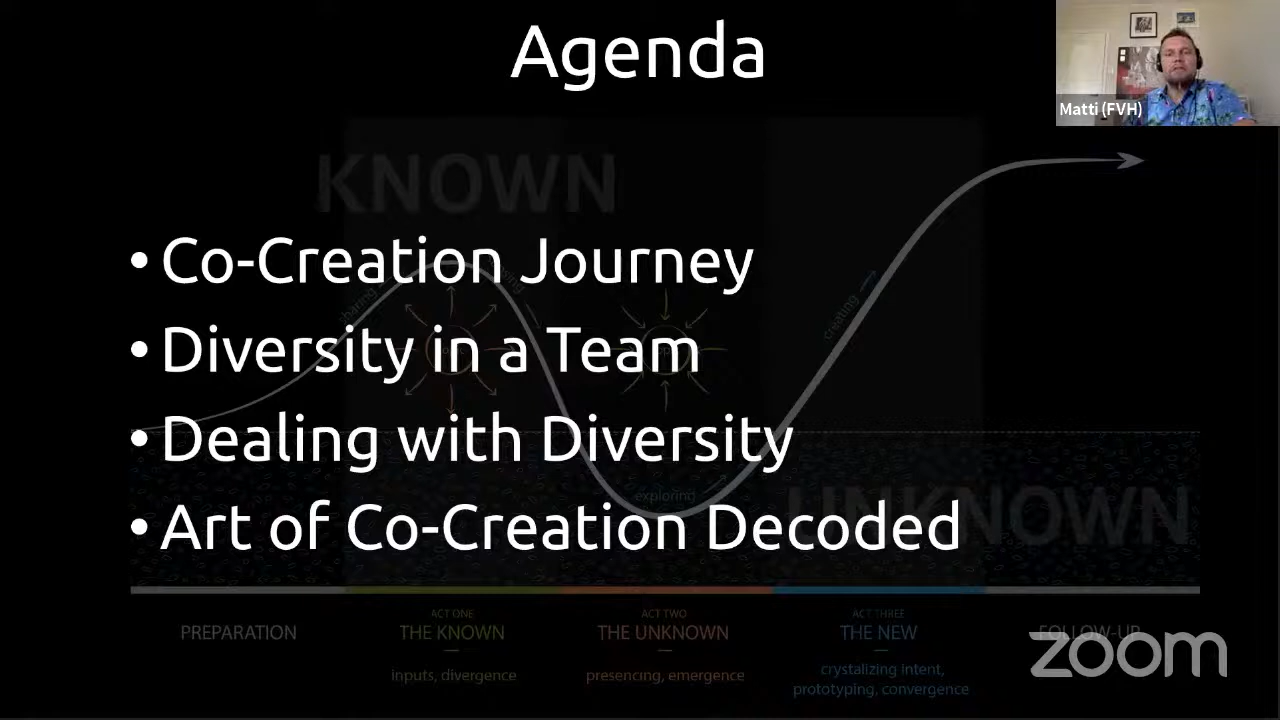 Agenda
Matti (FVH)
KNOWN
• Co-Creation Journey
• Diversity in a Team
• Dealing with Diversity
creating
exploring
UNKNOWN
• Art of Co-Creation Decoded
PREPARATION
ACT ONE
THE KNOWN
inputs, divergence
ACT TWO
THE UNKNOWN
presencing, emergence
ACT THREE
THE NEW
crystalizing intent,
prototyping, convergence
FOLLOW-UP
zoom